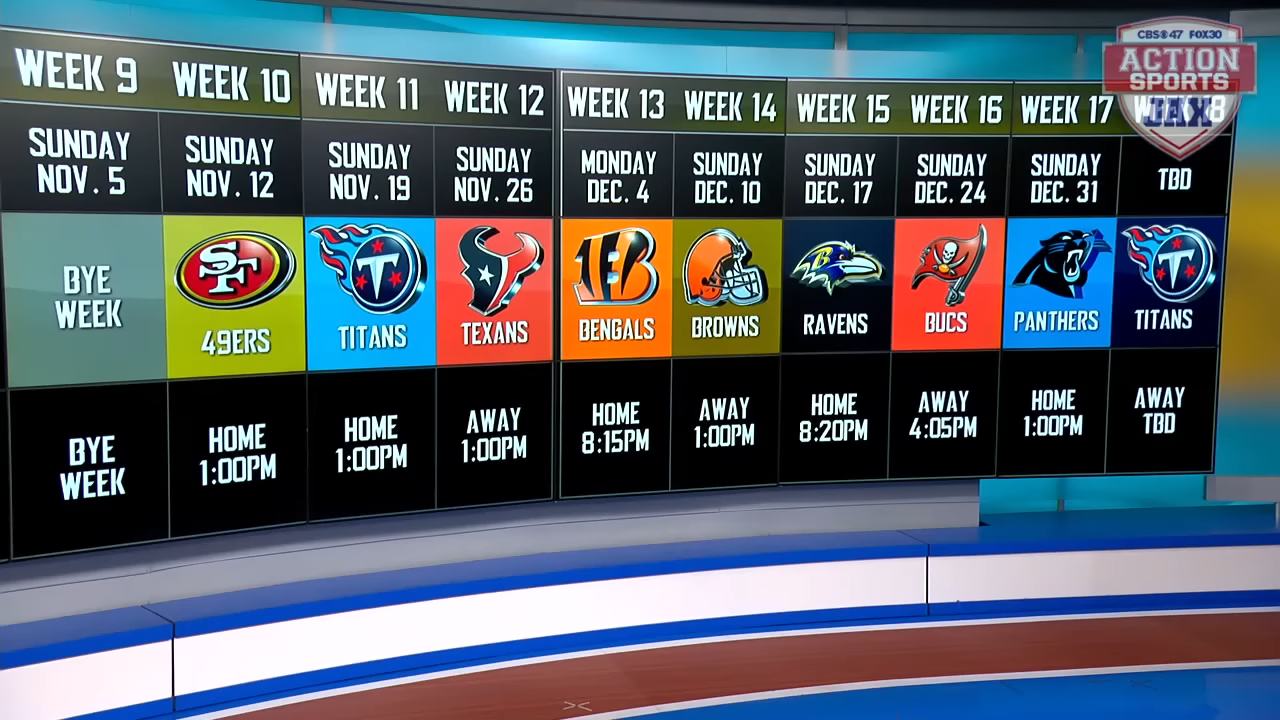 WEEK 9 WEEK 10 WEEK 11 WEEK 12 WEEK 13 WEEK 14 WEEK 15 WEEK 16 WEEK 17
CBS 47 FOX30
ACTION
SPORTS
JAX
SUNDAY NOV. 5
SUNDAY NOV. 12
SUNDAY NOV. 19
SUNDAY NOV. 26
MONDAY DEC. 4
SUNDAY DEC. 10
SUNDAY DEC. 17
SUNDAY DEC. 24
SUNDAY DEC. 31
TBD
BYE WEEK
SF
49ERS
T
TITANS
TEXANS
B
BENGALS
BROWNS
B
RAVENS
BUCS
PANTHERS
T
TITANS
BYE WEEK
HOME 1:00PM
HOME 1:00PM
AWAY 1:00PM
HOME 8:15PM
AWAY 1:00PM
HOME 8:20PM
AWAY 4:05PM
HOME 1:00PM
AWAY TBD